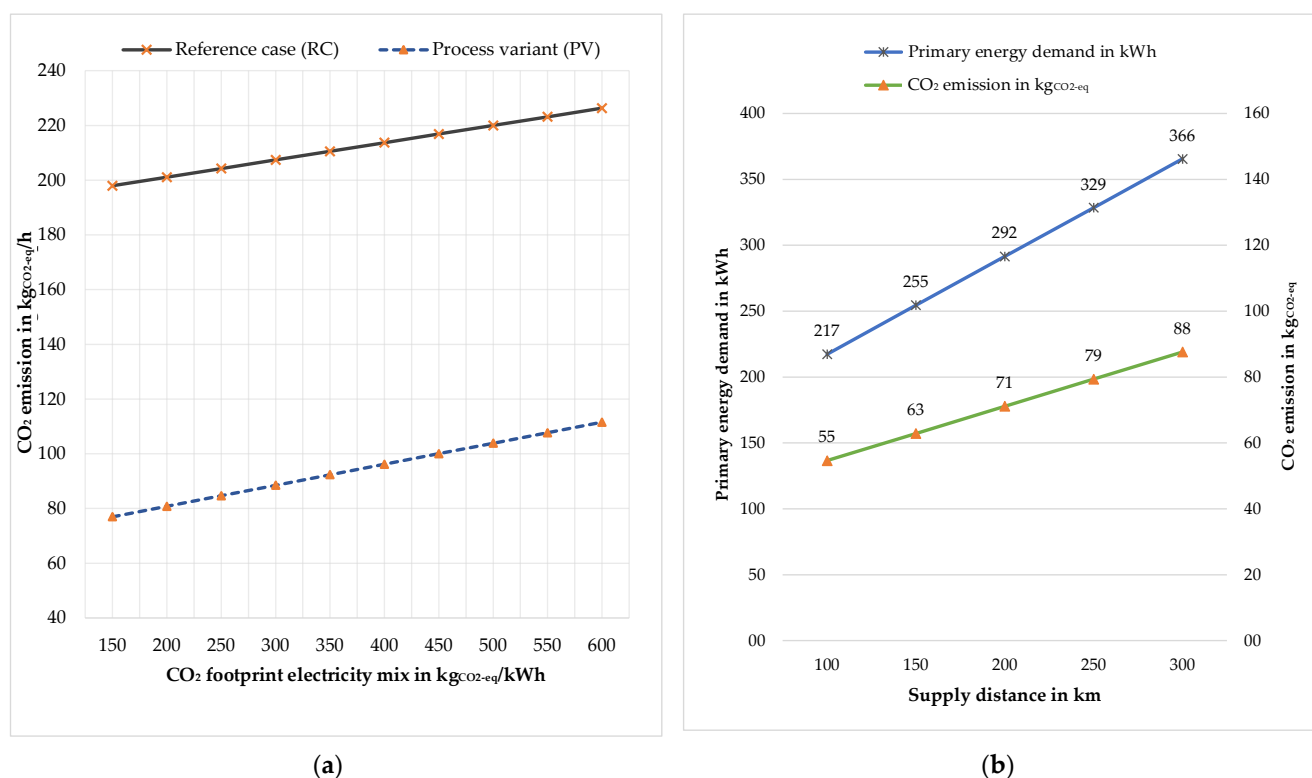 Reference case (RC) Process variant (PV)
240
220
200
180
160
140
120
100
80
60
40
CO₂ emission in kgCO2-eq/h
150 200 250 300 350 400 450 500 550 600
CO₂ footprint electricity mix in kgCO2-eq/kWh
(a)
Primary energy demand in kWh
CO₂ emission in kgCO2-eq
400
350
300
250
200
150
100
50
00
Primary energy demand in kWh
217 255 292 329 366
55 63 71 79 88
160
140
120
100
80
60
40
20
00
CO₂ emission in kgCO2-eq
100 150 200 250 300
Supply distance in km
(b)